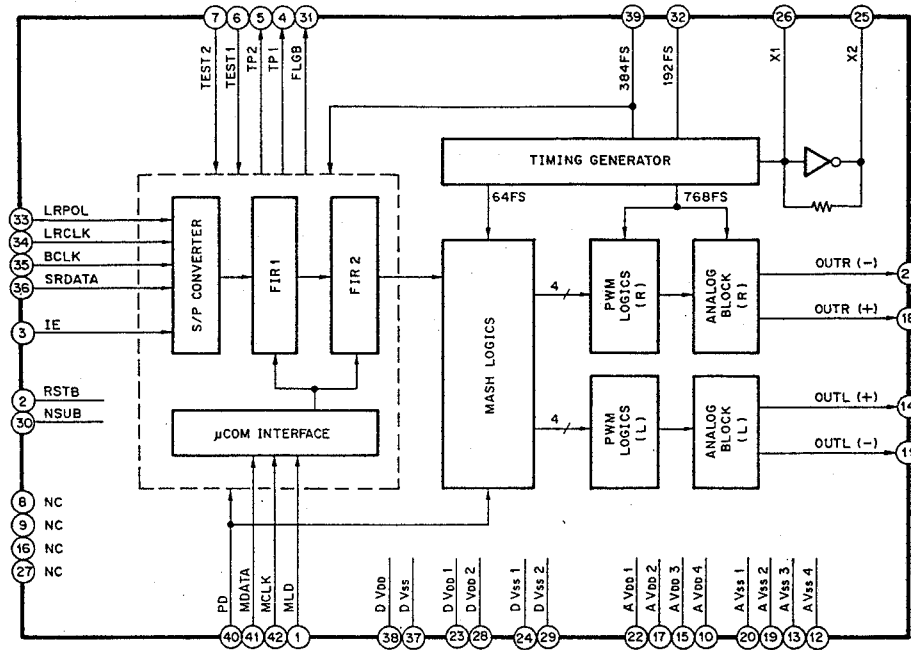 7 6 5 4 31 39 32 26 25
TEST2
TEST1
TP2
TP1
FLGB
384FS
192FS
X1
X2
TIMING GENERATOR
64FS
768FS
33 LRPOL
34 LRCLK
35 BCLK
36 SRDATA
3 IE
2 RSTB
30 NSUB
S/P CONVERTER
FIR 1
FIR 2
μCOM INTERFACE
MASH LOGICS
4
PWM LOGICS (R)
ANALOG BLOCK (R)
4
PWM LOGICS (L)
ANALOG BLOCK (L)
OUTR (-)
OUTR (+) 18
OUTL (+) 14
OUTL (-) 11
8 NC
9 NC
16 NC
27 NC
PD
MDATA
MCLK
MLD
D VDD
D VSS
D VDD 1
D VDD 2
D VSS 1
D VSS 2
A VDD 1
A VDD 2
A VDD 3
A VDD 4
A VSS 1
A VSS 2
A VSS 3
A VSS 4
40 41 42 1 38 37 23 28 24 29 22 17 15 10 20 19 13 12